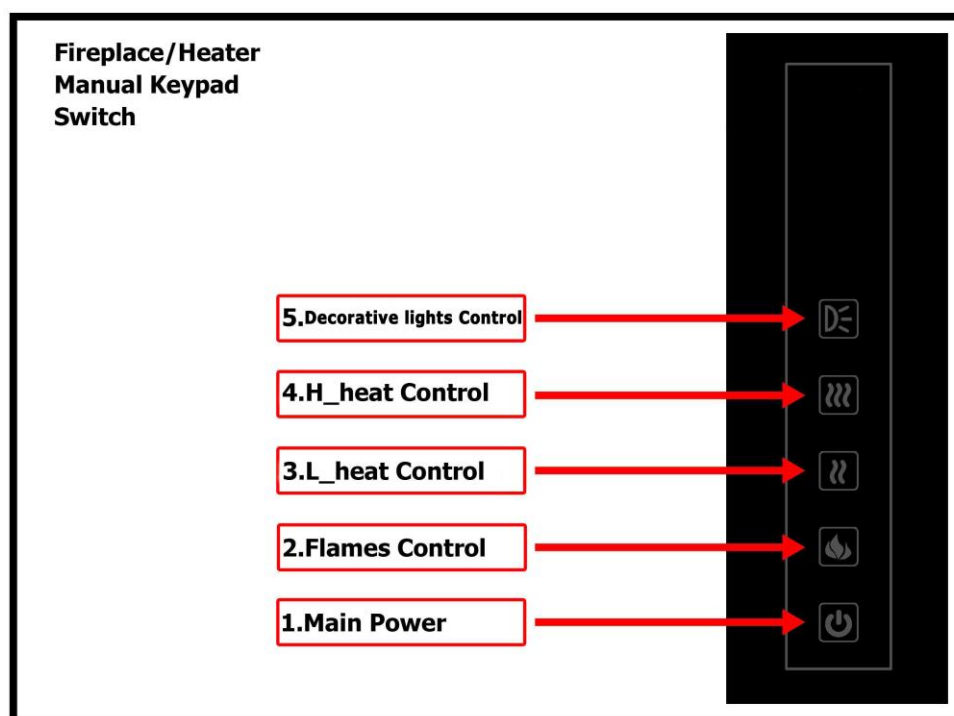 Fireplace/Heater
Manual Keypad
Switch
5.Decorative lights Control
4.H_heat Control
3.L_heat Control
2.Flames Control
1.Main Power